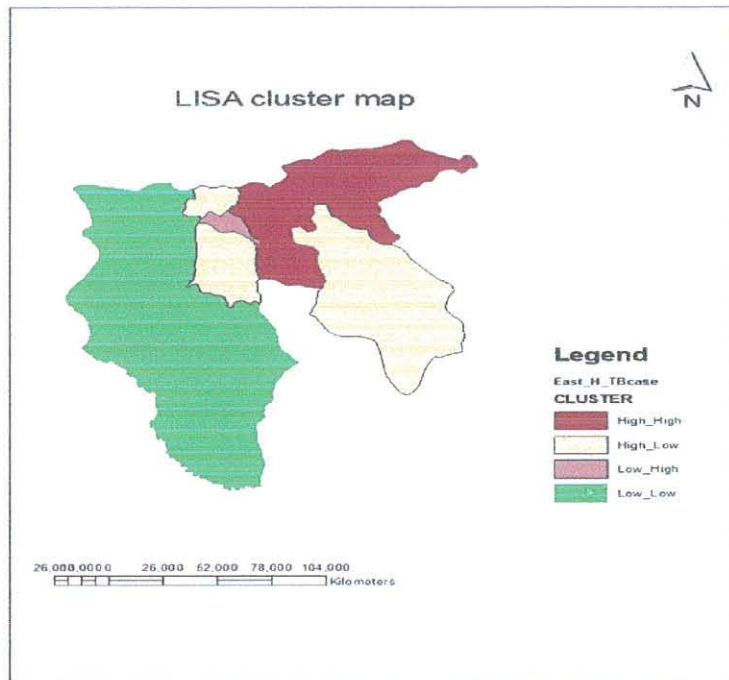 LISA cluster map
N
Legend
East_H_TBcase
CLUSTER
High_High
High_Low
Low_High
Low_Low
26,000 0 26,000 52,000 78,000 104,000
Kilometers